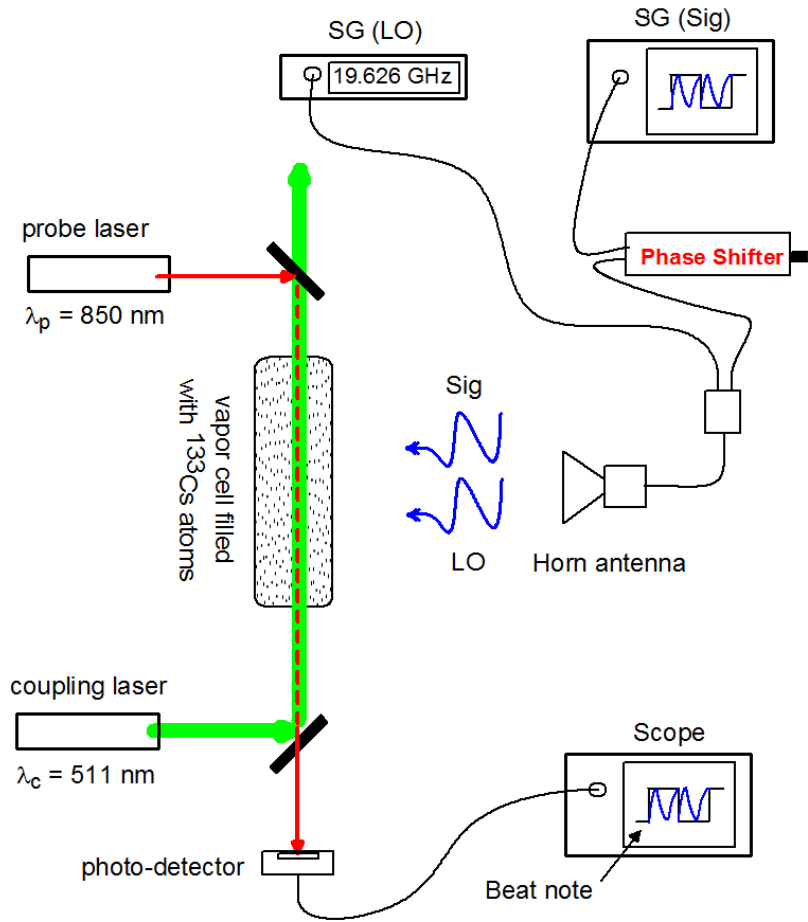 SG (LO)
19.626 GHz
SG (Sig)
probe laser
λp = 850 nm
Phase Shifter
vapor cell filled
with 133Cs atoms
Sig
LO
Horn antenna
coupling laser
λc = 511 nm
Scope
photo-detector
Beat note